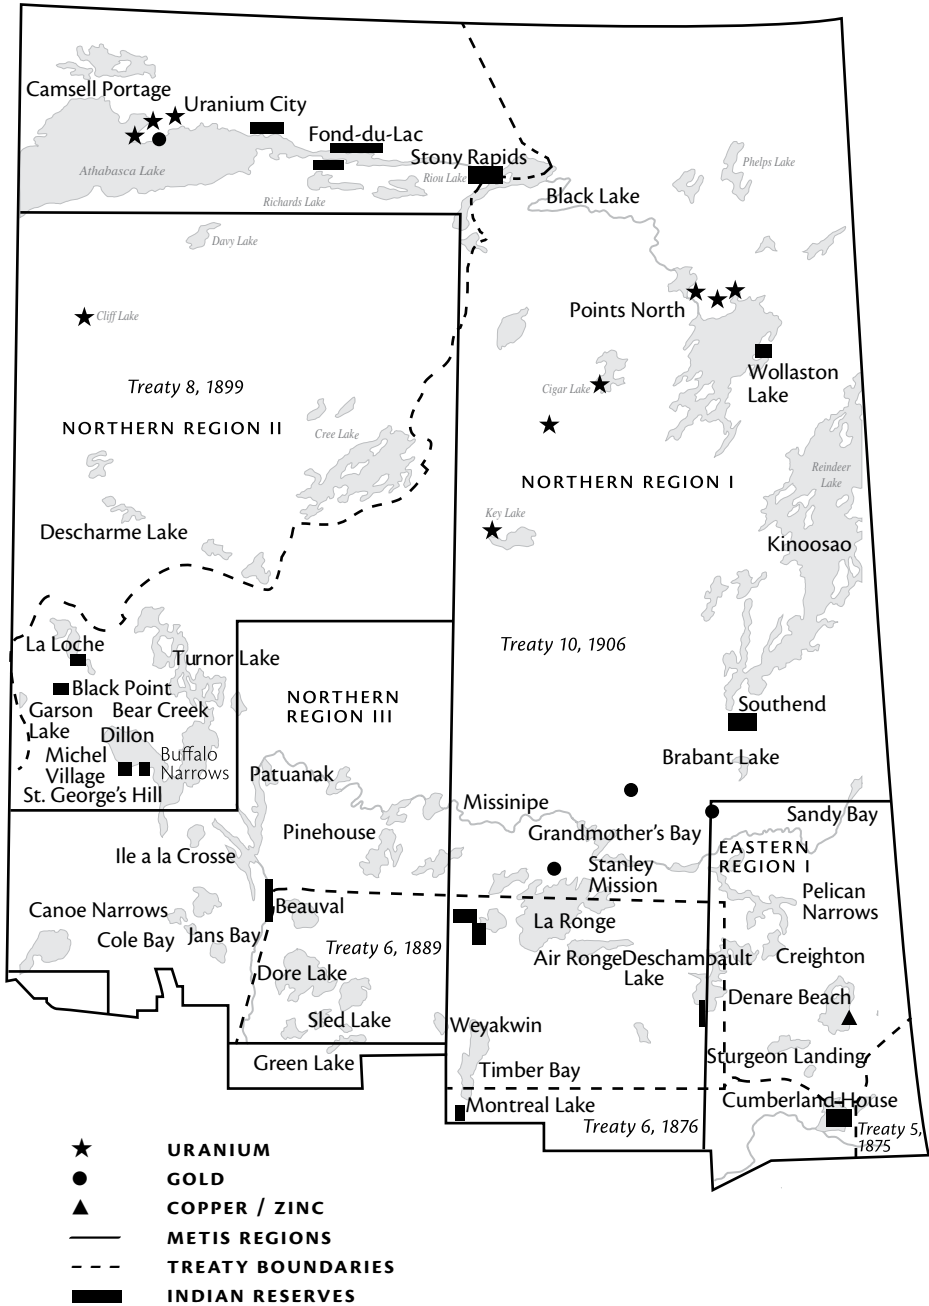 Camsell Portage
Uranium City
Fond-du-Lac
Stony Rapids
Athabasca Lake
Riou Lake
Phelps Lake
Black Lake
Richards Lake
Davy Lake
Cliff Lake
Points North
Wollaston
Lake
Treaty 8, 1899
Cigar Lake
NORTHERN REGION II
Cree Lake
Reindeer
Lake
NORTHERN REGION I
Key Lake
Descharme Lake
Kinoosao
La Loche
Turnor Lake
Treaty 10, 1906
Black Point
NORTHERN
REGION III
Garson
Lake
Bear Creek
Southend
Dillon
Michel
Village
Buffalo
Narrows
Brabant Lake
St. George's Hill
Patuanak
Missinipe
Sandy Bay
Pinehouse
Grandmother's Bay
EASTERN
REGION I
Ile a la Crosse
Stanley
Mission
Pelican
Narrows
Beauval
Canoe Narrows
La Ronge
Cole Bay
Jans Bay
Treaty 6, 1889
Air Ronge
Deschambault
Lake
Creighton
Dore Lake
Denare Beach
Sled Lake
Weyakwin
Green Lake
Timber Bay
Sturgeon Landing
Montreal Lake
Cumberland House
Treaty 6, 1876
Treaty 5,
1875
URANIUM
GOLD
COPPER / ZINC
METIS REGIONS
TREATY BOUNDARIES
INDIAN RESERVES